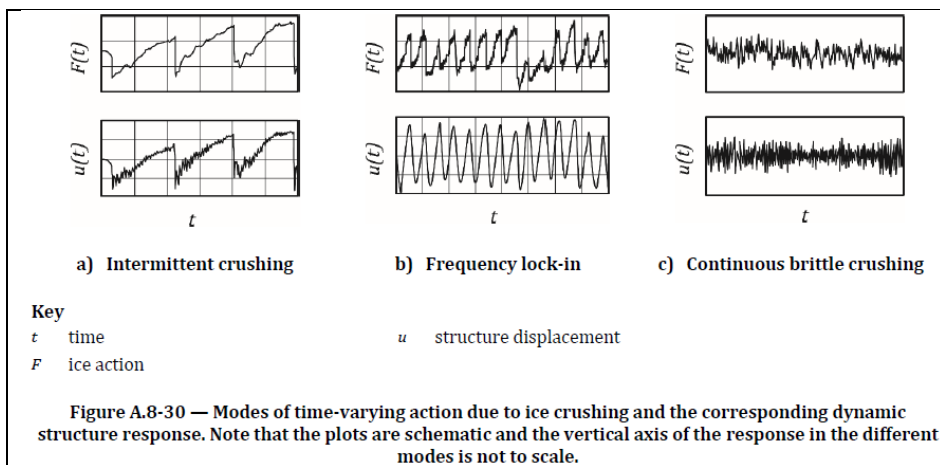 F(t)
F(t)
F(t)
u(t)
u(t)
u(t)
t
t
t
a) Intermittent crushing
b) Frequency lock-in
c) Continuous brittle crushing
Key
t time
u structure displacement
F ice action
Figure A.8-30 — Modes of time-varying action due to ice crushing and the corresponding dynamic
structure response. Note that the plots are schematic and the vertical axis of the response in the different
modes is not to scale.